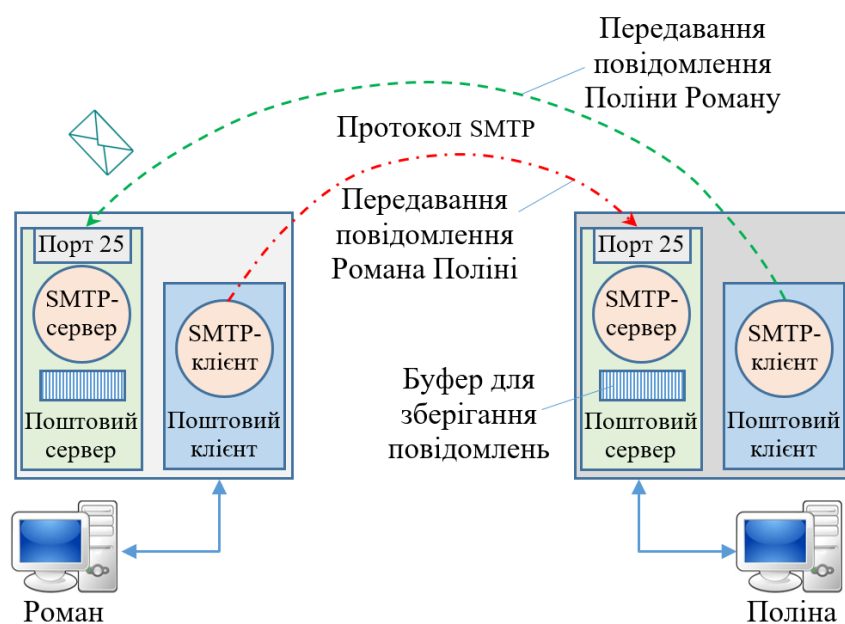 Передавання
повідомлення
Поліни Роману
Протокол SMTP
Передавання
повідомлення
Романа Поліні
Порт 25
SMTP-
сервер
Поштовий
сервер
SMTP-
клієнт
Поштовий
клієнт
Буфер для
зберігання
повідомлень
Порт 25
SMTP-
сервер
Поштовий
сервер
SMTP-
клієнт
Поштовий
клієнт
Роман
Поліна